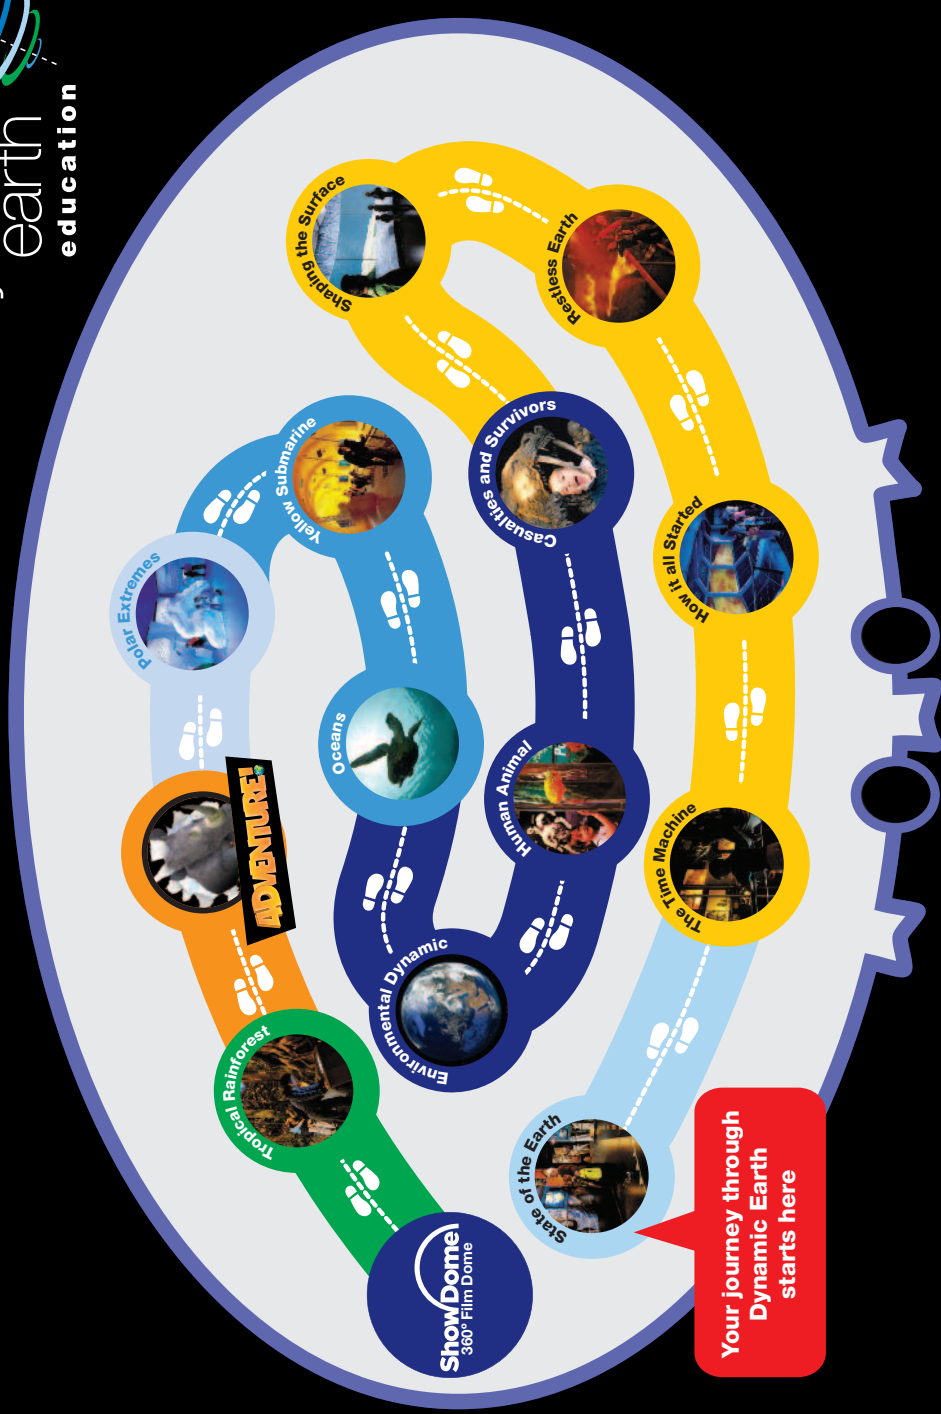 earth
education
Your journey through
Dynamic Earth
starts here
State of the Earth
The Time Machine
How it all Started
Restless Earth
Shaping the Surface
Casualties and Survivors
Human Animal
Environmental Dynamic
Oceans
Yellow Submarine
Polar Extremes
4DVENTURE!
Tropical Rainforest
ShowDome
360° Film Dome